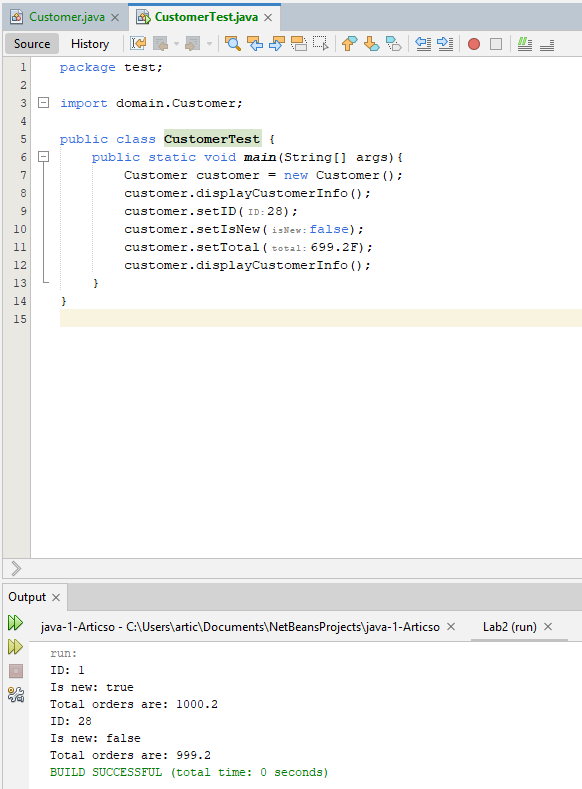 Customer.java
CustomerTest.java
Source History
1 package test;
2
3 import domain.Customer;
4
5 public class CustomerTest {
6 public static void main(String[] args){
7 Customer customer = new Customer();
8 customer.displayCustomerInfo();
9 customer.setID( ID: 28);
10 customer.setIsNew( isNew: false);
11 customer.setTotal( total: 699.2F);
12 customer.displayCustomerInfo();
13 }
14 }
15
Output
java-1-Articso - C:\Users\artic\Documents\NetBeansProjects\java-1-Articso
Lab2 (run)
run:
ID: 1
Is new: true
Total orders are: 1000.2
ID: 28
Is new: false
Total orders are: 999.2
BUILD SUCCESSFUL (total time: 0 seconds)